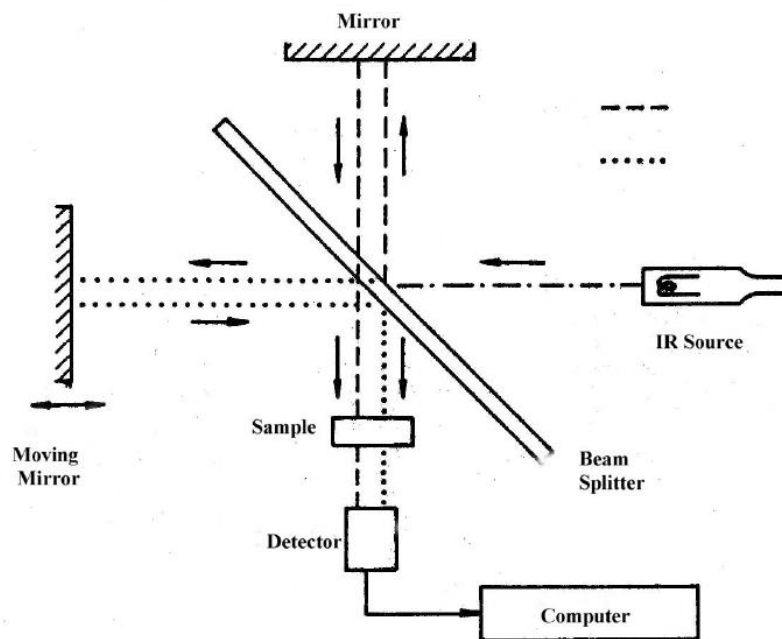 Mirror
IR Source
Sample
Moving
Mirror
Beam
Splitter
Detector
Computer